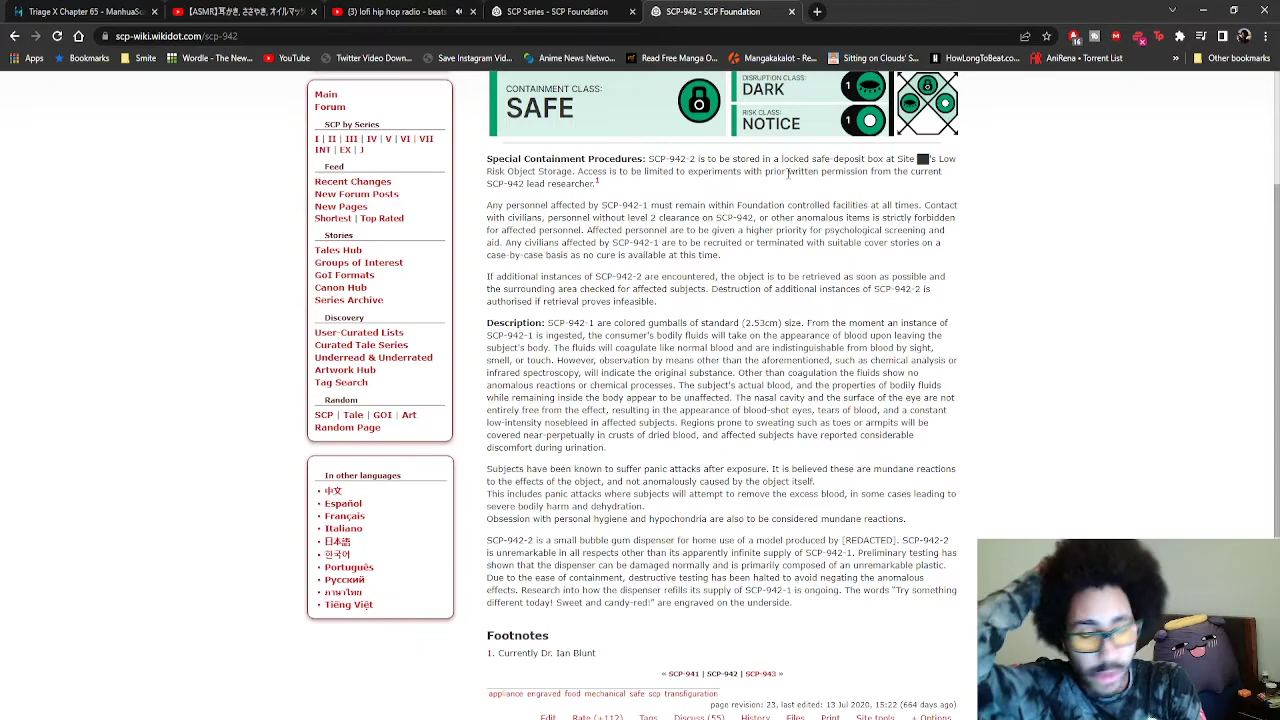 Triage X Chapter 65 - ManhuaSc
【ASMR】耳かき、ささやき、オイルマッ
(3) lofi hip hop radio - beats
SCP Series - SCP Foundation
SCP-942 - SCP Foundation
scp-wiki.wikidot.com/scp-942
Apps
Bookmarks
Smite
Wordle - The New York...
YouTube
Twitter Video Down...
Save Instagram Vide...
Anime News Networ...
Read Free Manga O...
Mangakakalot - Read...
Sitting on Clouds' S...
HowLongToBeat.co...
AniRena : Torrent List
»
Other bookmarks
Main
Forum
SCP by Series
I | II | III | IV | V | VI | VII
INT | EX | J
Feed
Recent Changes
New Forum Posts
New Pages
Shortest | Top Rated
Stories
Tales Hub
Groups of Interest
GoI Formats
Canon Hub
Series Archive
Discovery
User-Curated Lists
Curated Tale Series
Underread & Underrated
Artwork Hub
Tag Search
Random
SCP | Tale | GOI | Art
Random Page
In other languages
中文
Español
Français
Italiano
日本語
한국어
Português
Русский
ภาษาไทย
Tiếng Việt
CONTAINMENT CLASS:
SAFE
DISRUPTION CLASS:
DARK
1
RISK CLASS:
NOTICE
1
Special Containment Procedures: SCP-942-2 is to be stored in a locked safe-deposit box at Site ██'s Low
Risk Object Storage. Access is to be limited to experiments with prior written permission from the current
SCP-942 lead researcher.1
Any personnel affected by SCP-942-1 must remain within Foundation controlled facilities at all times. Contact
with civilians, personnel without level 2 clearance on SCP-942, or other anomalous items is strictly forbidden
for affected personnel. Affected personnel are to be given a higher priority for psychological screening and
aid. Any civilians affected by SCP-942-1 are to be recruited or terminated with suitable cover stories on a
case-by-case basis as no cure is available at this time.
If additional instances of SCP-942-2 are encountered, the object is to be retrieved as soon as possible and
the surrounding area checked for affected subjects. Destruction of additional instances of SCP-942-2 is
authorised if retrieval proves infeasible.
Description: SCP-942-1 are colored gumballs of standard (2.53cm) size. From the moment an instance of
SCP-942-1 is ingested, the consumer's bodily fluids will take on the appearance of blood upon leaving the
subject's body. The fluids will coagulate like normal blood and are indistinguishable from blood by sight,
smell, or touch. However, observation by means other than the aforementioned, such as chemical analysis or
infrared spectroscopy, will indicate the original substance. Other than coagulation the fluids show no
anomalous reactions or chemical processes. The subject's actual blood, and the properties of bodily fluids
while remaining inside the body appear to be unaffected. The nasal cavity and the surface of the eye are not
entirely free from the effect, resulting in the appearance of blood-shot eyes, tears of blood, and a constant
low-intensity nosebleed in affected subjects. Regions prone to sweating such as toes or armpits will be
covered near-perpetually in crusts of dried blood, and affected subjects have reported considerable
discomfort during urination.
Subjects have been known to suffer panic attacks after exposure. It is believed these are mundane reactions
to the effects of the object, and not anomalously caused by the object itself.
This includes panic attacks where subjects will attempt to remove the excess blood, in some cases leading to
severe bodily harm and dehydration.
Obsession with personal hygiene and hypochondria are also to be considered mundane reactions.
SCP-942-2 is a small bubble gum dispenser for home use of a model produced by [REDACTED]. SCP-942-2
is unremarkable in all respects other than its apparently infinite supply of SCP-942-1. Preliminary testing has
shown that the dispenser can be damaged normally and is primarily composed of an unremarkable plastic.
Due to the ease of containment, destructive testing has been halted to avoid negating the anomalous
effects. Research into how the dispenser refills its supply of SCP-942-1 is ongoing. The words "Try something
different today! Sweet and candy-red!" are engraved on the underside.
Footnotes
1. Currently Dr. Ian Blunt
« SCP-941 | SCP-942 | SCP-943 »
appliance engraved food mechanical safe scp transfiguration
page revision: 23, last edited: 13 Jul 2020, 15:22 (664 days ago)
Edit Rate (+112) Tags Discuss (55) History Files Print Site tools + Options